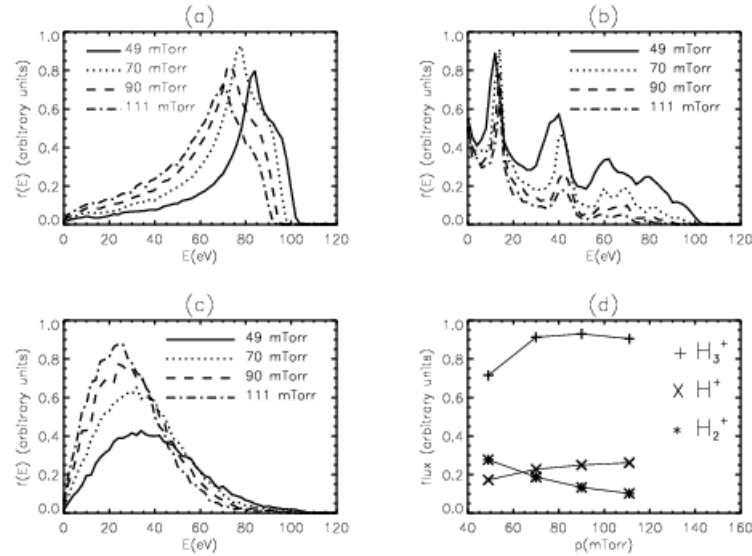 (a)
49 mTorr
70 mTorr
90 mTorr
111 mTorr
f(E) (arbitrary units)
1.0
0.8
0.6
0.4
0.2
0.0
0 20 40 60 80 100 120
E(eV)
(b)
49 mTorr
70 mTorr
90 mTorr
111 mTorr
f(E) (arbitrary units)
1.0
0.8
0.6
0.4
0.2
0.0
0 20 40 60 80 100 120
E(eV)
(c)
49 mTorr
70 mTorr
90 mTorr
111 mTorr
f(E) (arbitrary units)
1.0
0.8
0.6
0.4
0.2
0.0
0 20 40 60 80 100 120
E(eV)
(d)
H₃⁺
H⁺
H₂⁺
flux (arbitrary units)
1.0
0.8
0.6
0.4
0.2
0.0
40 60 80 100 120 140 160
p(mTorr)